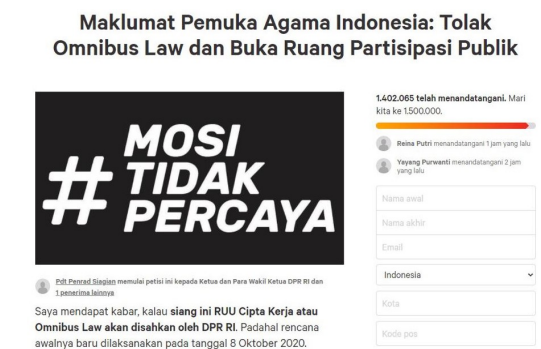 Maklumat Pemuka Agama Indonesia: Tolak
Omnibus Law dan Buka Ruang Partisipasi Publik
# MOSI
TIDAK
PERCAYA
Pdt Penrad Siagian memulai petisi ini kepada Ketua dan Para Wakil Ketua DPR RI dan
1 penerima lainnya
Saya mendapat kabar, kalau siang ini RUU Cipta Kerja atau
Omnibus Law akan disahkan oleh DPR RI. Padahal rencana
awalnya baru dilaksanakan pada tanggal 8 Oktober 2020.
1.402.065 telah menandatangani. Mari
kita ke 1.500.000.
Reina Putri menandatangani 1 jam yang lalu
Yayang Purwanti menandatangani 2 jam
yang lalu
Nama awal
Nama akhir
Email
Indonesia
Kota
Kode pos